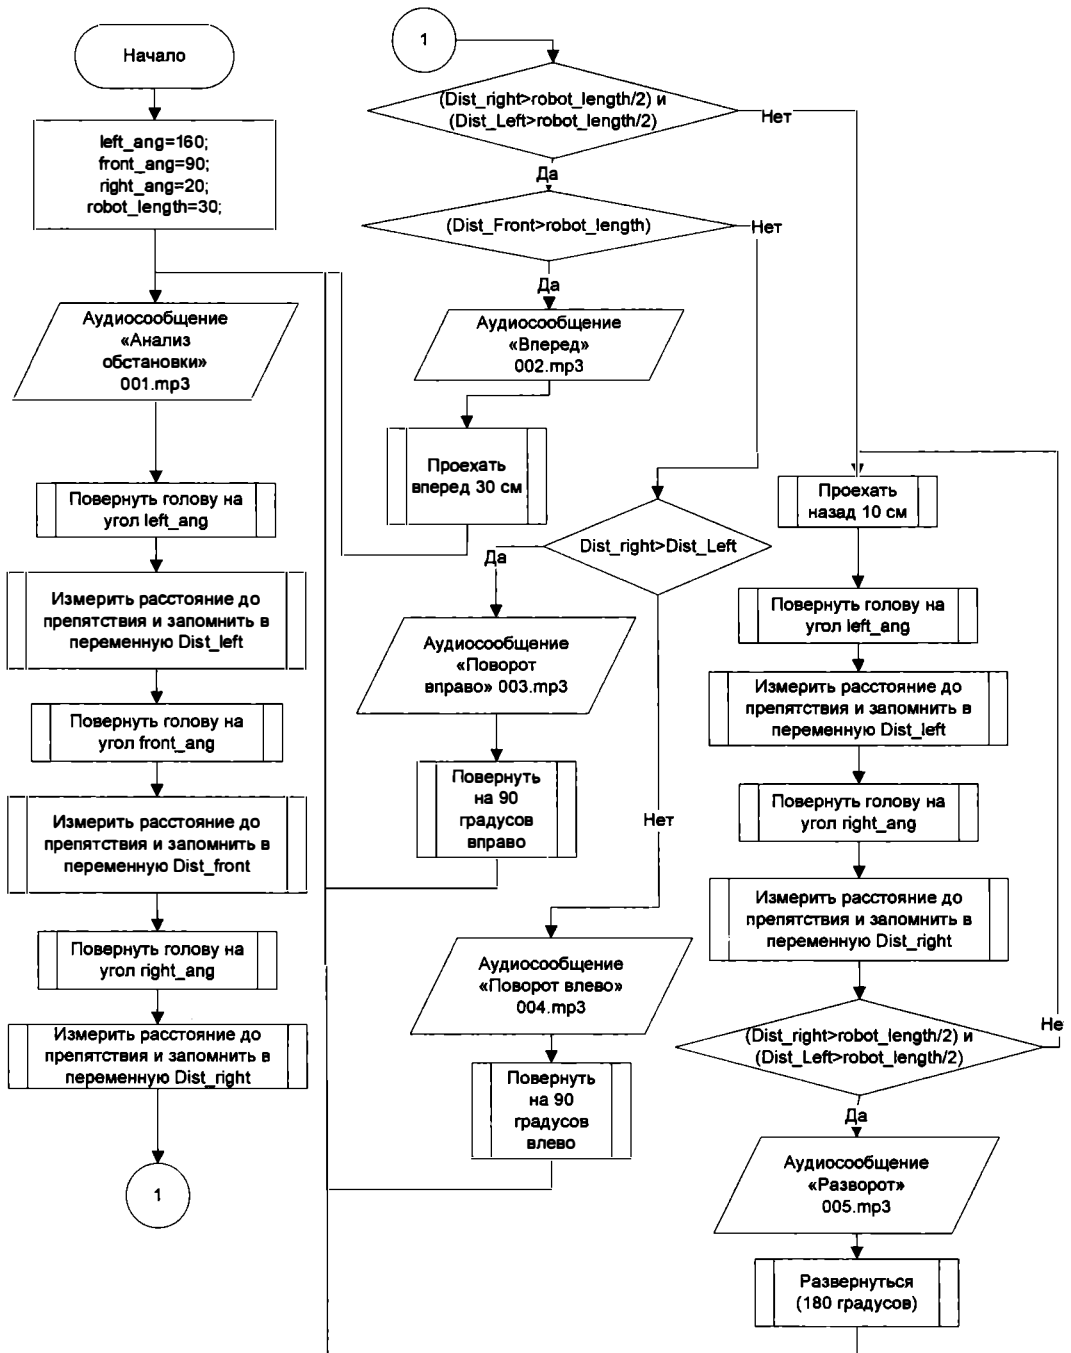 Начало
left_ang=160;
front_ang=90;
right_ang=20;
robot_length=30;
Аудиосообщение
«Анализ
обстановки»
001.mp3
Повернуть голову на
угол left_ang
Измерить расстояние до
препятствия и запомнить в
переменную Dist_left
Повернуть голову на
угол front_ang
Измерить расстояние до
препятствия и запомнить в
переменную Dist_front
Повернуть голову на
угол right_ang
Измерить расстояние до
препятствия и запомнить в
переменную Dist_right
1
1
(Dist_right>robot_length/2) и
(Dist_Left>robot_length/2)
Нет
Да
(Dist_Front>robot_length)
Нет
Да
Аудиосообщение
«Вперед»
002.mp3
Проехать
вперед 30 см
Dist_right>Dist_Left
Да
Аудиосообщение
«Поворот
вправо» 003.mp3
Повернуть
на 90
градусов
вправо
Нет
Аудиосообщение
«Поворот влево»
004.mp3
Повернуть
на 90
градусов
влево
Проехать
назад 10 см
Повернуть голову на
угол left_ang
Измерить расстояние до
препятствия и запомнить в
переменную Dist_left
Повернуть голову на
угол right_ang
Измерить расстояние до
препятствия и запомнить в
переменную Dist_right
(Dist_right>robot_length/2) и
(Dist_Left>robot_length/2)
Не
Да
Аудиосообщение
«Разворот»
005.mp3
Развернуться
(180 градусов)